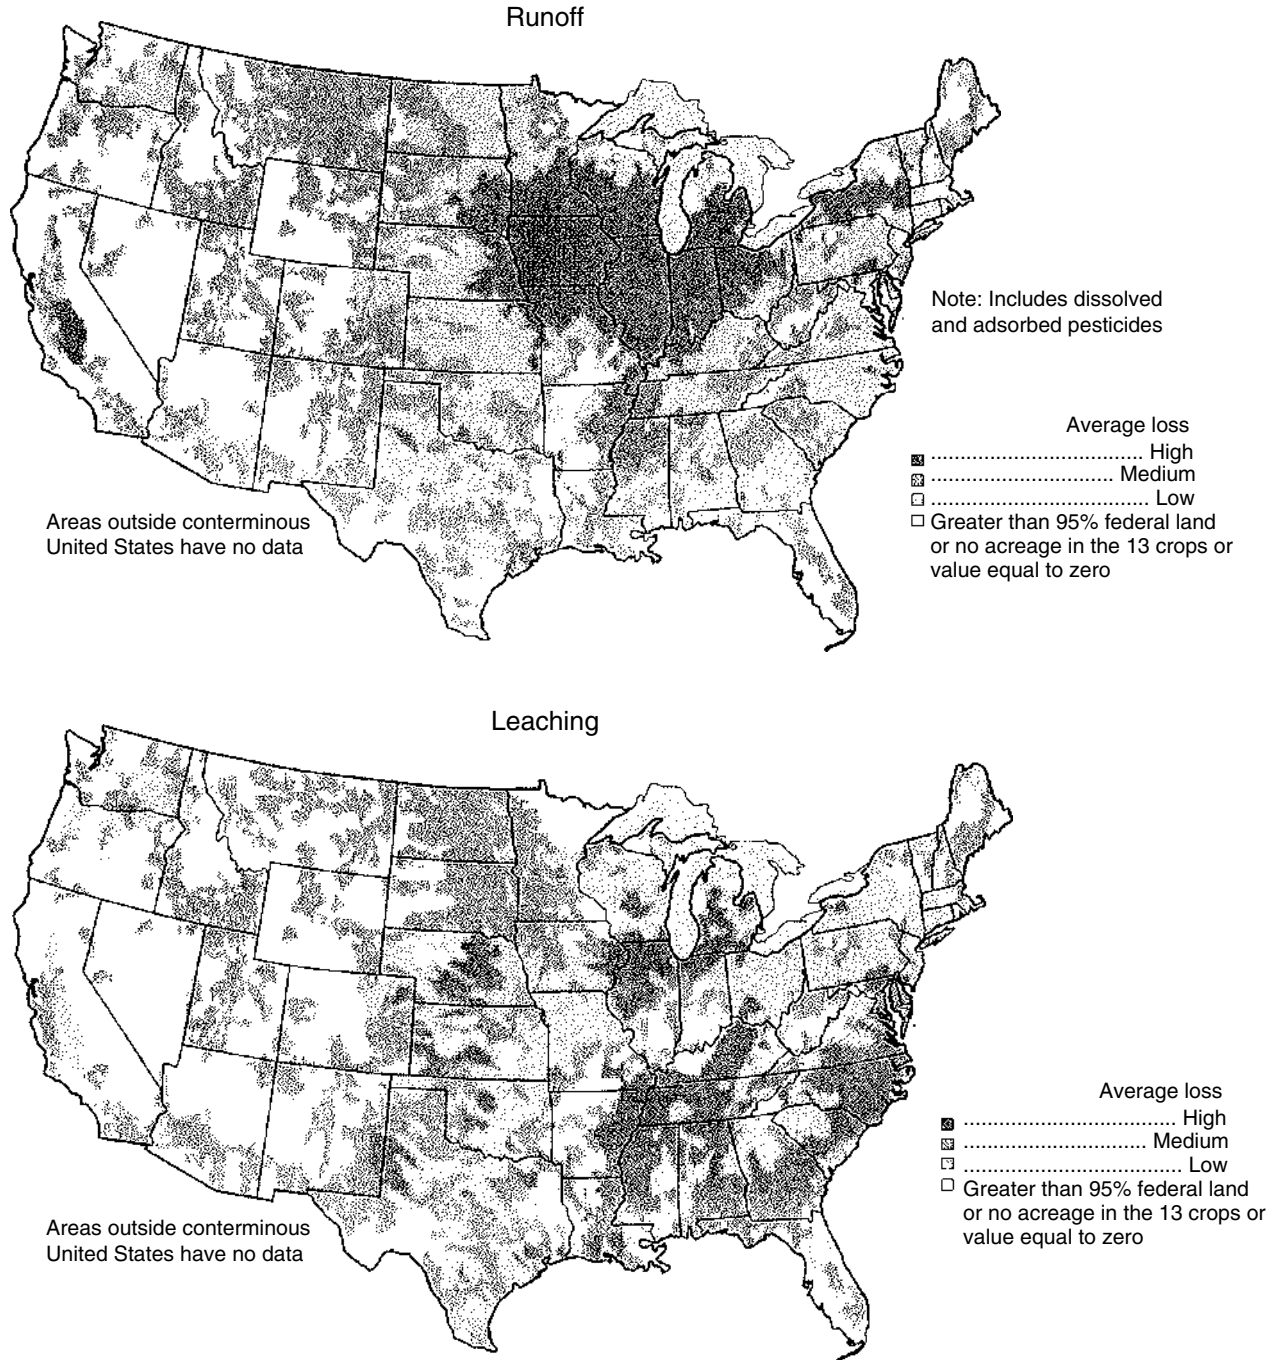 Runoff
Note: Includes dissolved
and adsorbed pesticides
Average loss
.................................... High
............................... Medium
..................................... Low
Greater than 95% federal land
or no acreage in the 13 crops or
value equal to zero
Areas outside conterminous
United States have no data
Leaching
Average loss
.................................... High
............................... Medium
..................................... Low
Greater than 95% federal land
or no acreage in the 13 crops or
value equal to zero
Areas outside conterminous
United States have no data